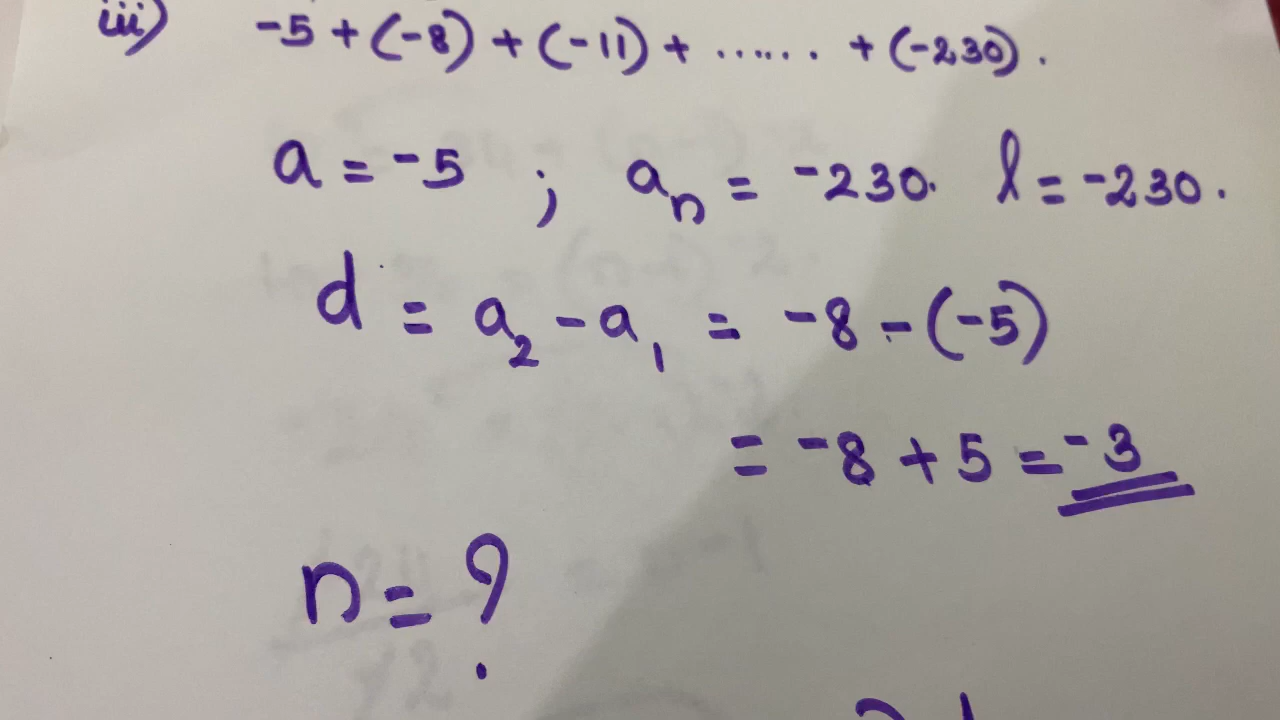 iii) -5 + (-8) + (-11) + ...... + (-230).
a = -5 ; aₙ = -230. l = -230.
d = a₂ - a₁ = -8 - (-5)
= -8 + 5 = -3
n = ?